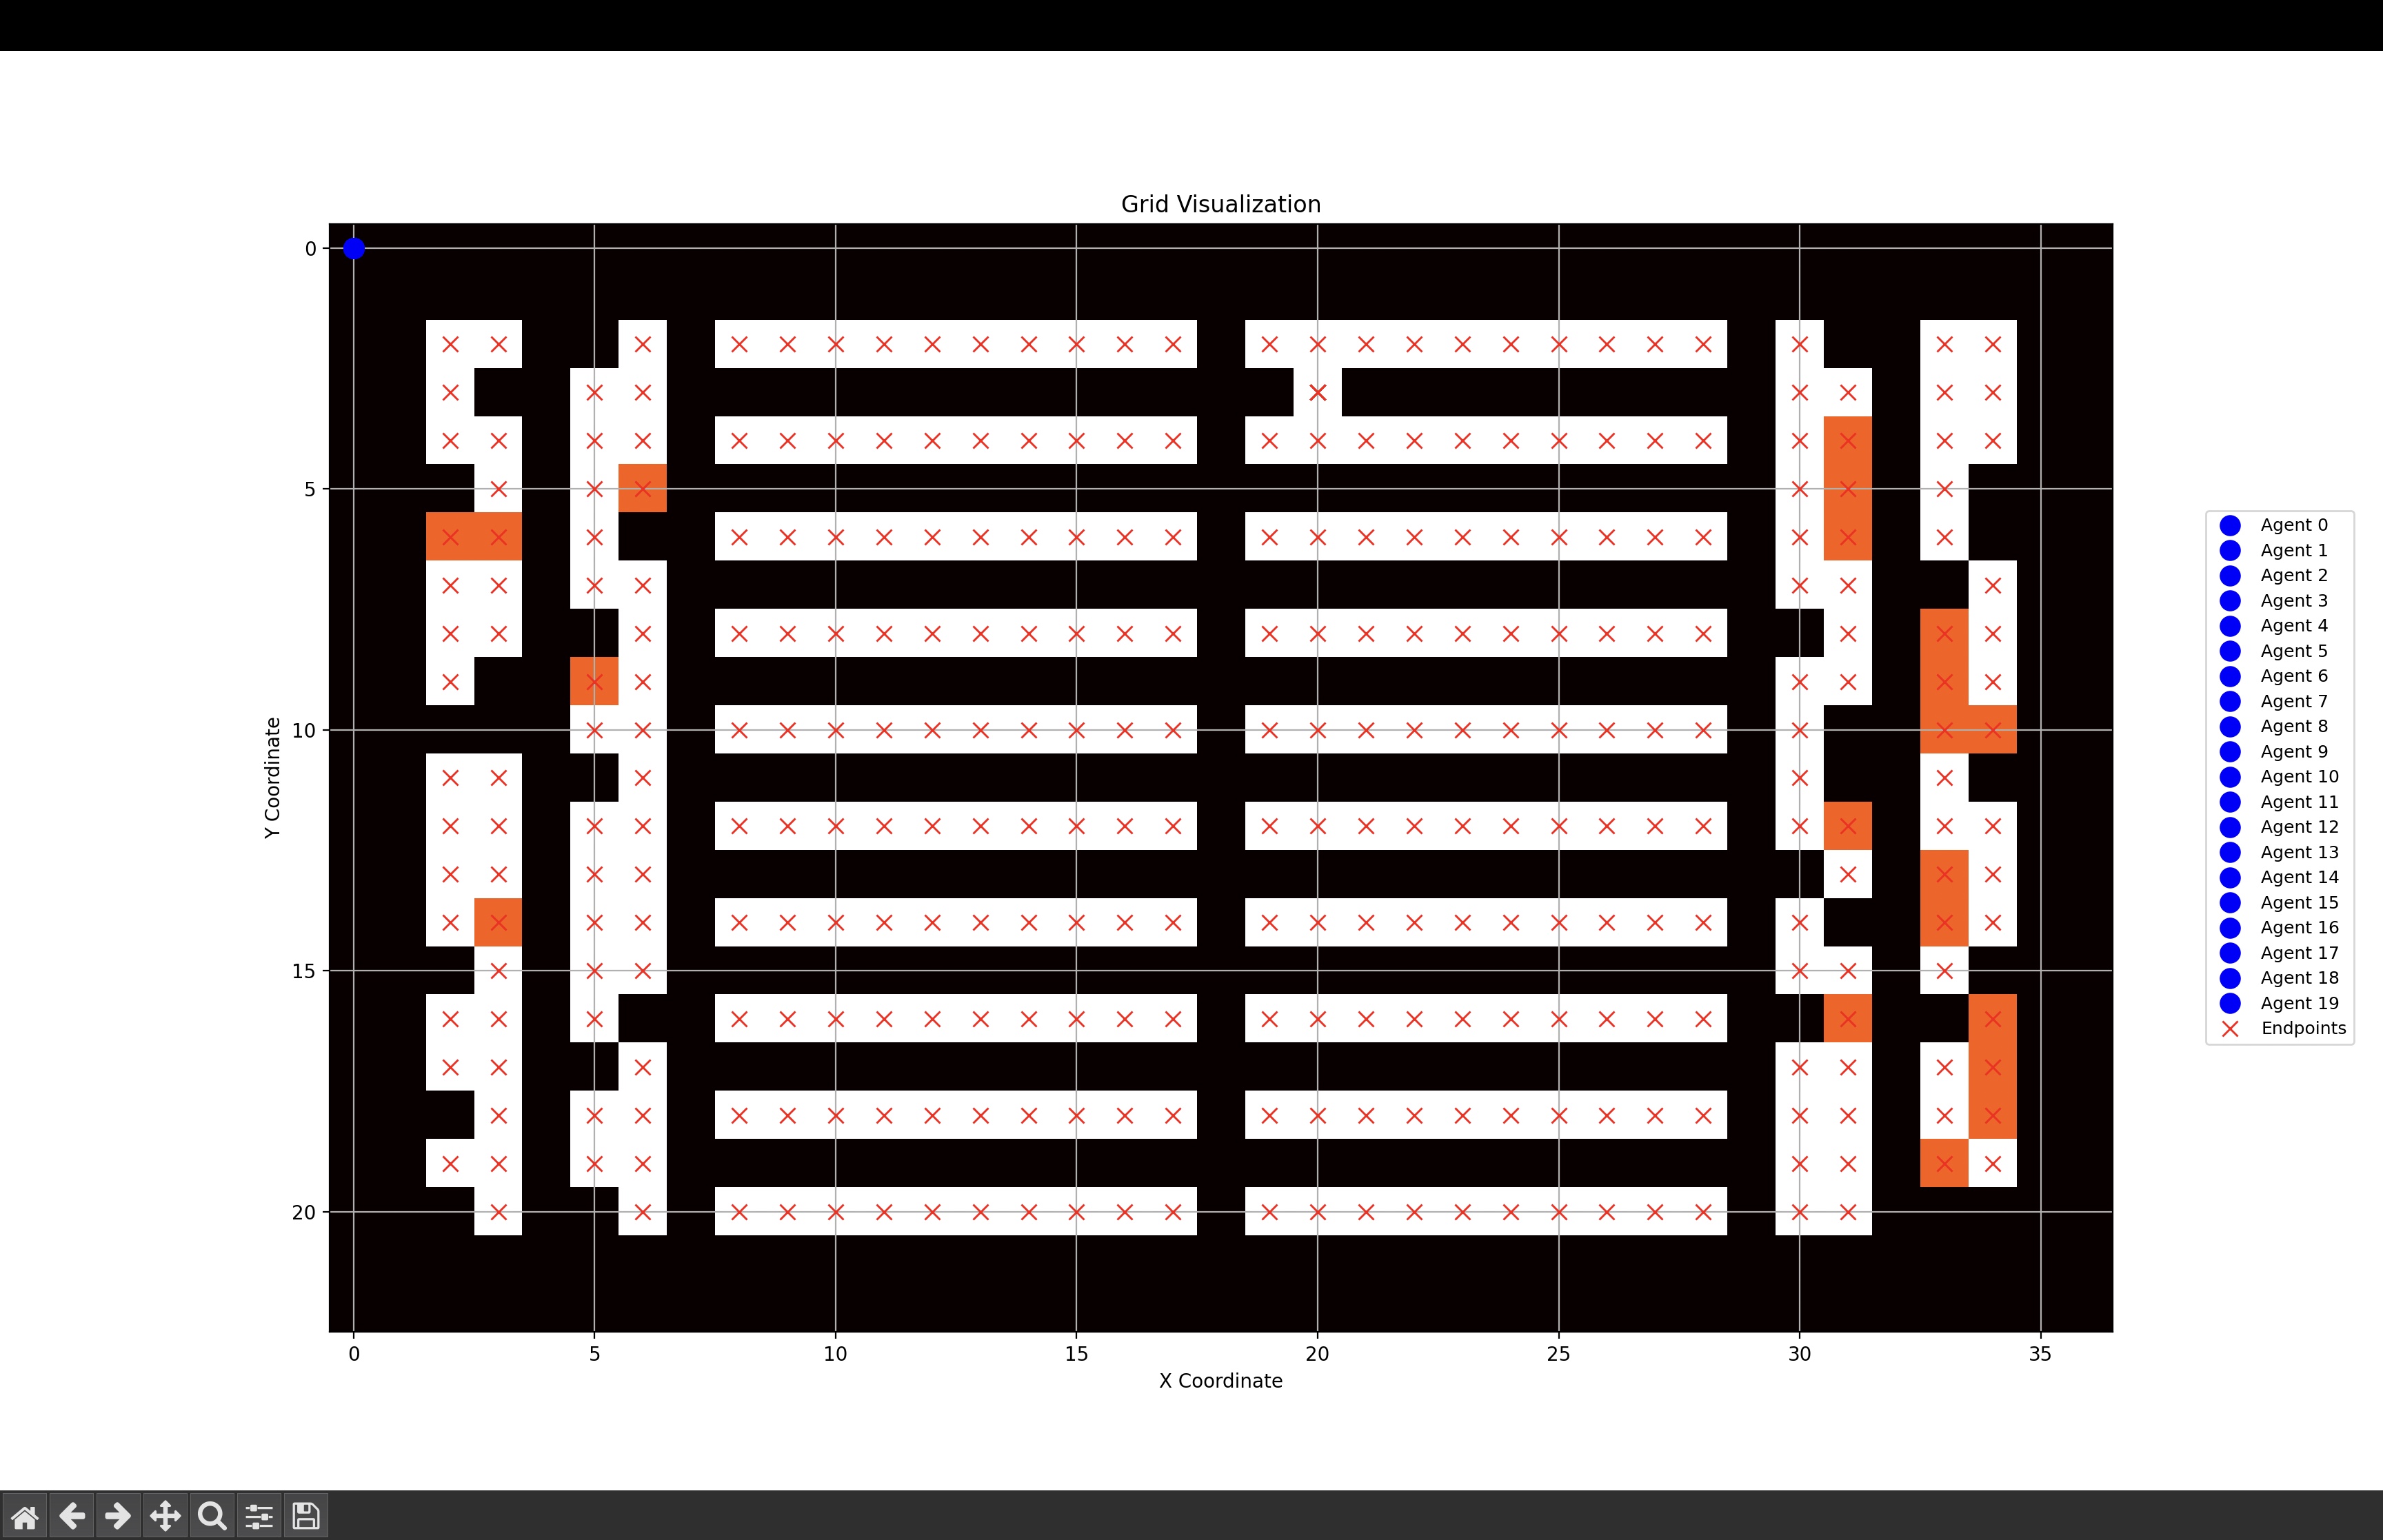 Grid Visualization
0
5
10
15
20
Y Coordinate
0 5 10 15 20 25 30 35
X Coordinate
Agent 0
Agent 1
Agent 2
Agent 3
Agent 4
Agent 5
Agent 6
Agent 7
Agent 8
Agent 9
Agent 10
Agent 11
Agent 12
Agent 13
Agent 14
Agent 15
Agent 16
Agent 17
Agent 18
Agent 19
Endpoints